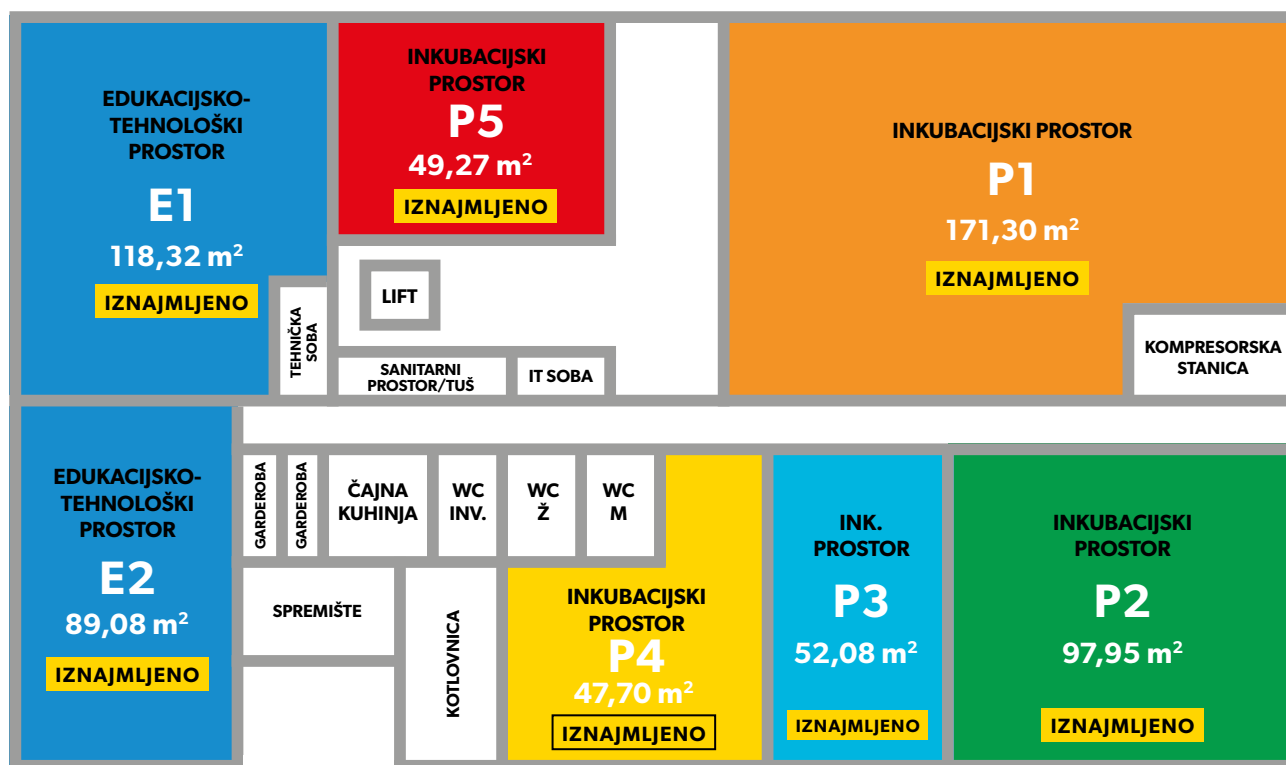 EDUKACIJSKO-
TEHNOLOŠKI
PROSTOR
E1
118,32 m²
IZNAJMLJENO
TEHNIČKA
SOBA
INKUBACIJSKI
PROSTOR
P5
49,27 m²
IZNAJMLJENO
LIFT
SANITARNI
PROSTOR/TUŠ
IT SOBA
INKUBACIJSKI PROSTOR
P1
171,30 m²
IZNAJMLJENO
KOMPRESORSKA
STANICA
EDUKACIJSKO-
TEHNOLOŠKI
PROSTOR
E2
89,08 m²
IZNAJMLJENO
GARDEROBA
GARDEROBA
ČAJNA
KUHINJA
WC
INV.
WC
Ž
WC
M
SPREMIŠTE
KOTLOVNICA
INKUBACIJSKI
PROSTOR
P4
47,70 m²
IZNAJMLJENO
INK.
PROSTOR
P3
52,08 m²
IZNAJMLJENO
INKUBACIJSKI
PROSTOR
P2
97,95 m²
IZNAJMLJENO